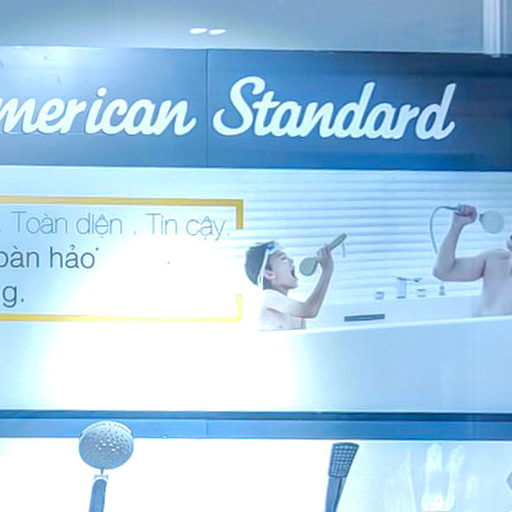 merican Standard
Toàn diện . Tin cậy.
oàn hảo
g.